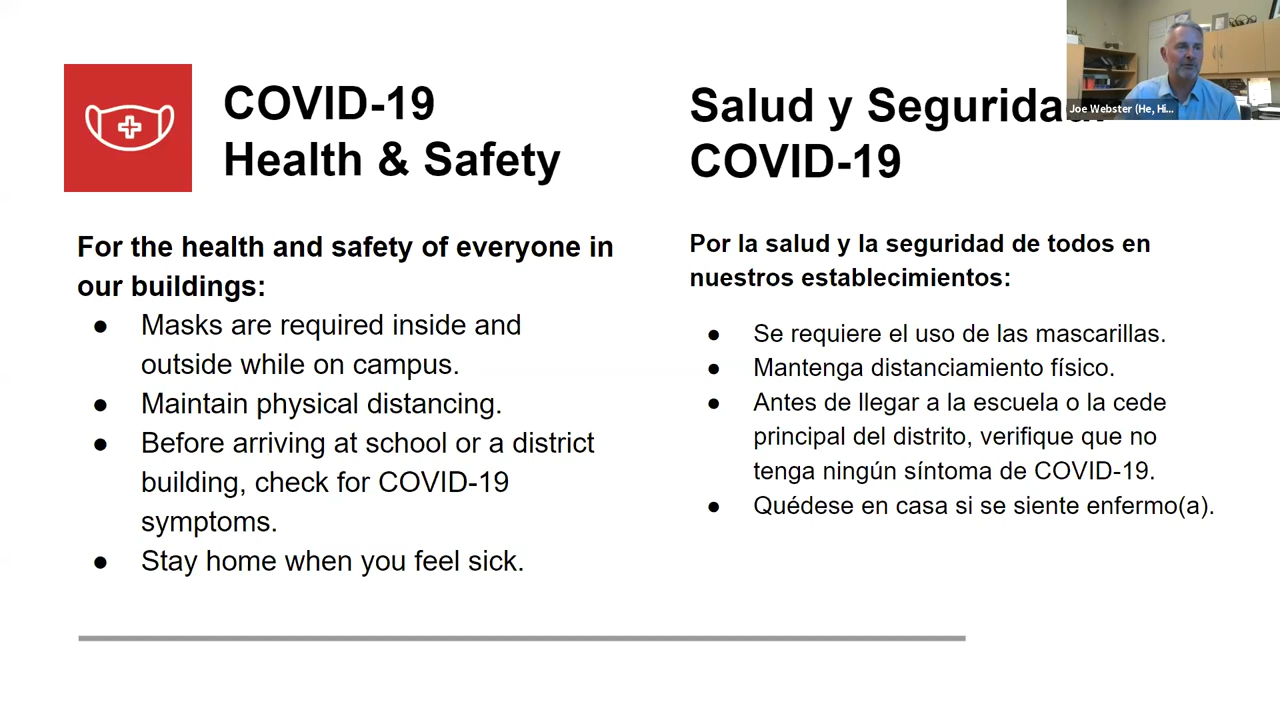 COVID-19
Health & Safety
For the health and safety of everyone in
our buildings:
● Masks are required inside and
outside while on campus.
● Maintain physical distancing.
● Before arriving at school or a district
building, check for COVID-19
symptoms.
● Stay home when you feel sick.
Salud y Seguridad
COVID-19
Por la salud y la seguridad de todos en
nuestros establecimientos:
● Se requiere el uso de las mascarillas.
● Mantenga distanciamiento físico.
● Antes de llegar a la escuela o la cede
principal del distrito, verifique que no
tenga ningún síntoma de COVID-19.
● Quédese en casa si se siente enfermo(a).
Joe Webster (He, Hi...